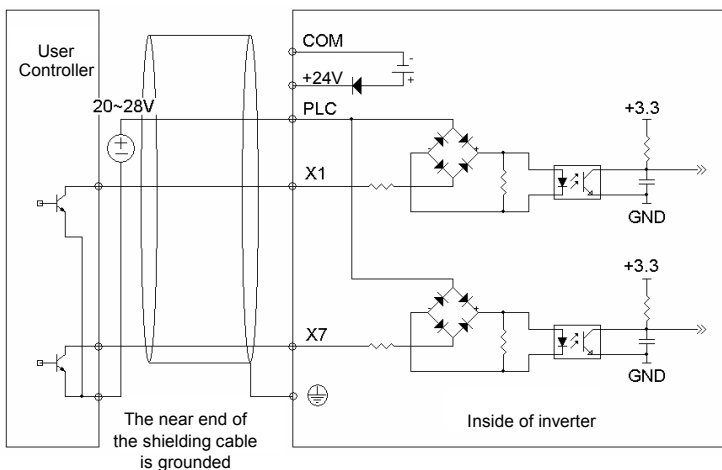 User
Controller
20~28V
COM
+24V
-
+
PLC
X1
- +
+3.3
GND
X7
- +
+3.3
GND
The near end of
the shielding cable
is grounded
Inside of inverter